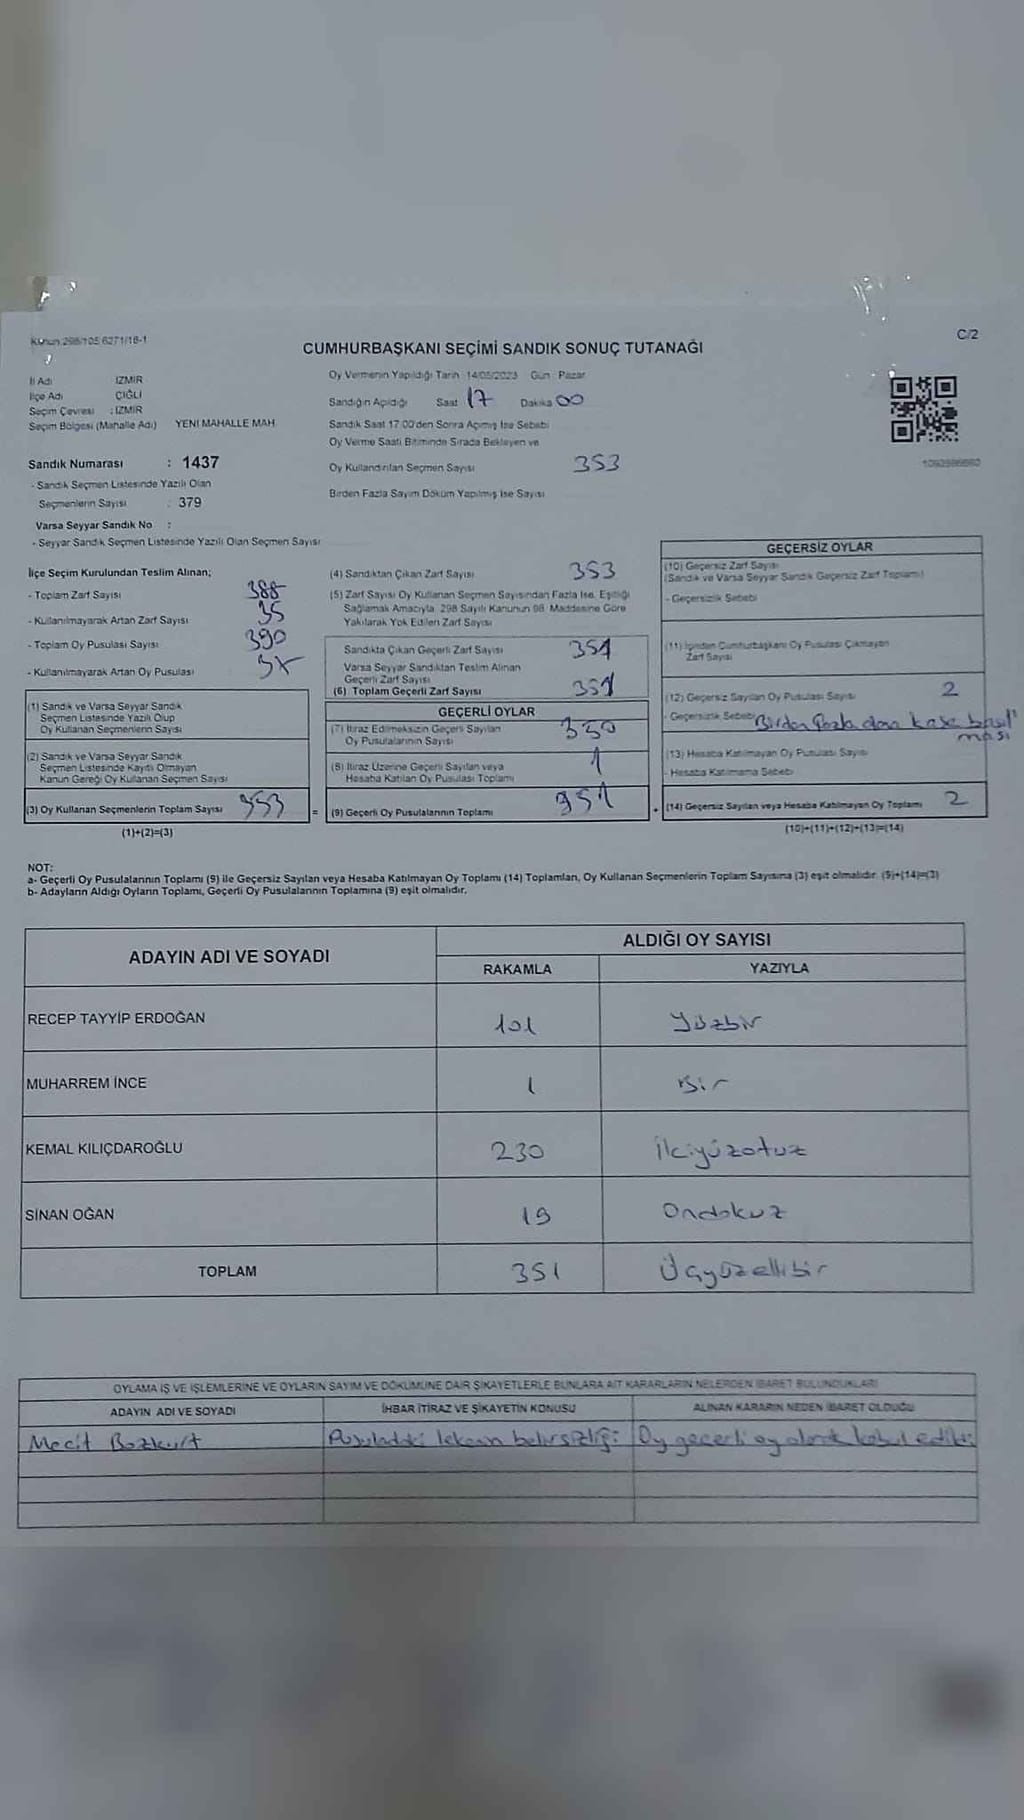 Kanun:298/105 6271/16-1
C/2
CUMHURBAŞKANI SEÇİMİ SANDIK SONUÇ TUTANAĞI
İl Adı İZMİR
İlçe Adı ÇİĞLİ
Seçim Çevresi : İZMİR
Seçim Bölgesi (Mahalle Adı) YENİ MAHALLE MAH.
Sandık Numarası : 1437
- Sandık Seçmen Listesinde Yazılı Olan
Seçmenlerin Sayısı : 379
Varsa Seyyar Sandık No :
- Seyyar Sandık Seçmen Listesinde Yazılı Olan Seçmen Sayısı
Oy Vermenin Yapıldığı Tarih 14/05/2023 Gün : Pazar
Sandığın Açıldığı Saat 17 Dakika 00
Sandık Saat 17.00'den Sonra Açımış İse Sebebi
Oy Verme Saati Bitiminde Sırada Bekleyen ve
Oy Kullandırılan Seçmen Sayısı 353
Birden Fazla Sayım Döküm Yapılmış İse Sayısı
İlçe Seçim Kurulundan Teslim Alınan;
- Toplam Zarf Sayısı 388
- Kullanılmayarak Artan Zarf Sayısı 35
- Toplam Oy Pusulası Sayısı 390
- Kullanılmayarak Artan Oy Pusulası
(1) Sandık ve Varsa Seyyar Sandık
Seçmen Listesinde Yazılı Olup
Oy Kullanan Seçmenlerin Sayısı
(2) Sandık ve Varsa Seyyar Sandık
Seçmen Listesinde Kayıtlı Olmayan
Kanun Gereği Oy Kullanan Seçmen Sayısı
(3) Oy Kullanan Seçmenlerin Toplam Sayısı 353 =
(1)+(2)=(3)
(4) Sandıktan Çıkan Zarf Sayısı 353
(5) Zarf Sayısı Oy Kullanan Seçmen Sayısından Fazla İse, Eşitliği
Sağlamak Amacıyla 298 Sayılı Kanunun 98. Maddesine Göre
Yakılarak Yok Edilen Zarf Sayısı
Sandıkta Çıkan Geçerli Zarf Sayısı 351
Varsa Seyyar Sandıktan Teslim Alınan
Geçerli Zarf Sayısı
(6) Toplam Geçerli Zarf Sayısı 351
GEÇERLİ OYLAR
(7) İtiraz Edilmeksizin Geçerli Sayılan 350
Oy Pusulalarının Sayısı
(8) İtiraz Üzerine Geçerli Sayılan veya 1
Hesaba Katılan Oy Pusulası Toplamı
(9) Geçerli Oy Pusulalarının Toplamı 351
GEÇERSİZ OYLAR
(10) Geçersiz Zarf Sayısı
(Sandık ve Varsa Seyyar Sandık Geçersiz Zarf Toplamı)
- Geçersizlik Sebebi
(11) İçinden Cumhurbaşkanı Oy Pusulası Çıkmayan
Zarf Sayısı
(12) Geçersiz Sayılan Oy Pusulası Sayısı 2
- Geçersizlik Sebebi Birden fazla alana kaşe basıl
ması
(13) Hesaba Katılmayan Oy Pusulası Sayısı
- Hesaba Katılmama Sebebi
(14) Geçersiz Sayılan veya Hesaba Katılmayan Oy Toplamı 2
(10)+(11)+(12)+(13)=(14)
NOT:
a- Geçerli Oy Pusulalarının Toplamı (9) ile Geçersiz Sayılan veya Hesaba Katılmayan Oy Toplamı (14) Toplamları, Oy Kullanan Seçmenlerin Toplam Sayısına (3) eşit olmalıdır. (9)+(14)=(3)
b- Adayların Aldığı Oyların Toplamı, Geçerli Oy Pusulalarının Toplamına (9) eşit olmalıdır.
ADAYIN ADI VE SOYADI ALDIĞI OY SAYISI
RAKAMLA YAZIYLA
RECEP TAYYİP ERDOĞAN 101 Yüzbir
MUHARREM İNCE 1 Bir
KEMAL KILIÇDAROĞLU 230 İkiyüzotuz
SİNAN OĞAN 19 Ondokuz
TOPLAM 351 Üçyüzellibir
OYLAMA İŞ VE İŞLEMLERİNE VE OYLARIN SAYIM VE DÖKÜMÜNE DAİR ŞİKAYETLERLE BUNLARA AİT KARARLARIN NELERDEN İBARET BULUNDUKLARI
ADAYIN ADI VE SOYADI İHBAR İTİRAZ VE ŞİKAYETİN KONUSU ALINAN KARARIN NEDEN İBARET OLDUĞU
Mecit Bozkurt Pusuladaki lekenin belirsizliği Oy geçerli oy olarak kabul edildi.